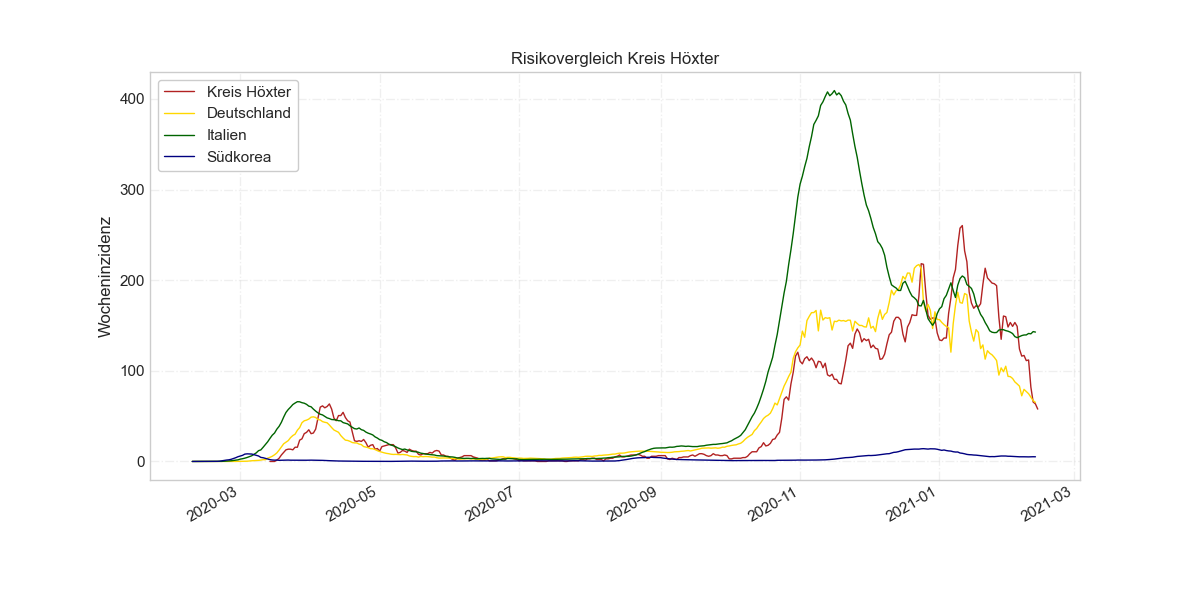 Risikovergleich Kreis Höxter
Kreis Höxter
Deutschland
Italien
Südkorea
Wocheninzidenz
400
300
200
100
0
2020-03
2020-05
2020-07
2020-09
2020-11
2021-01
2021-03